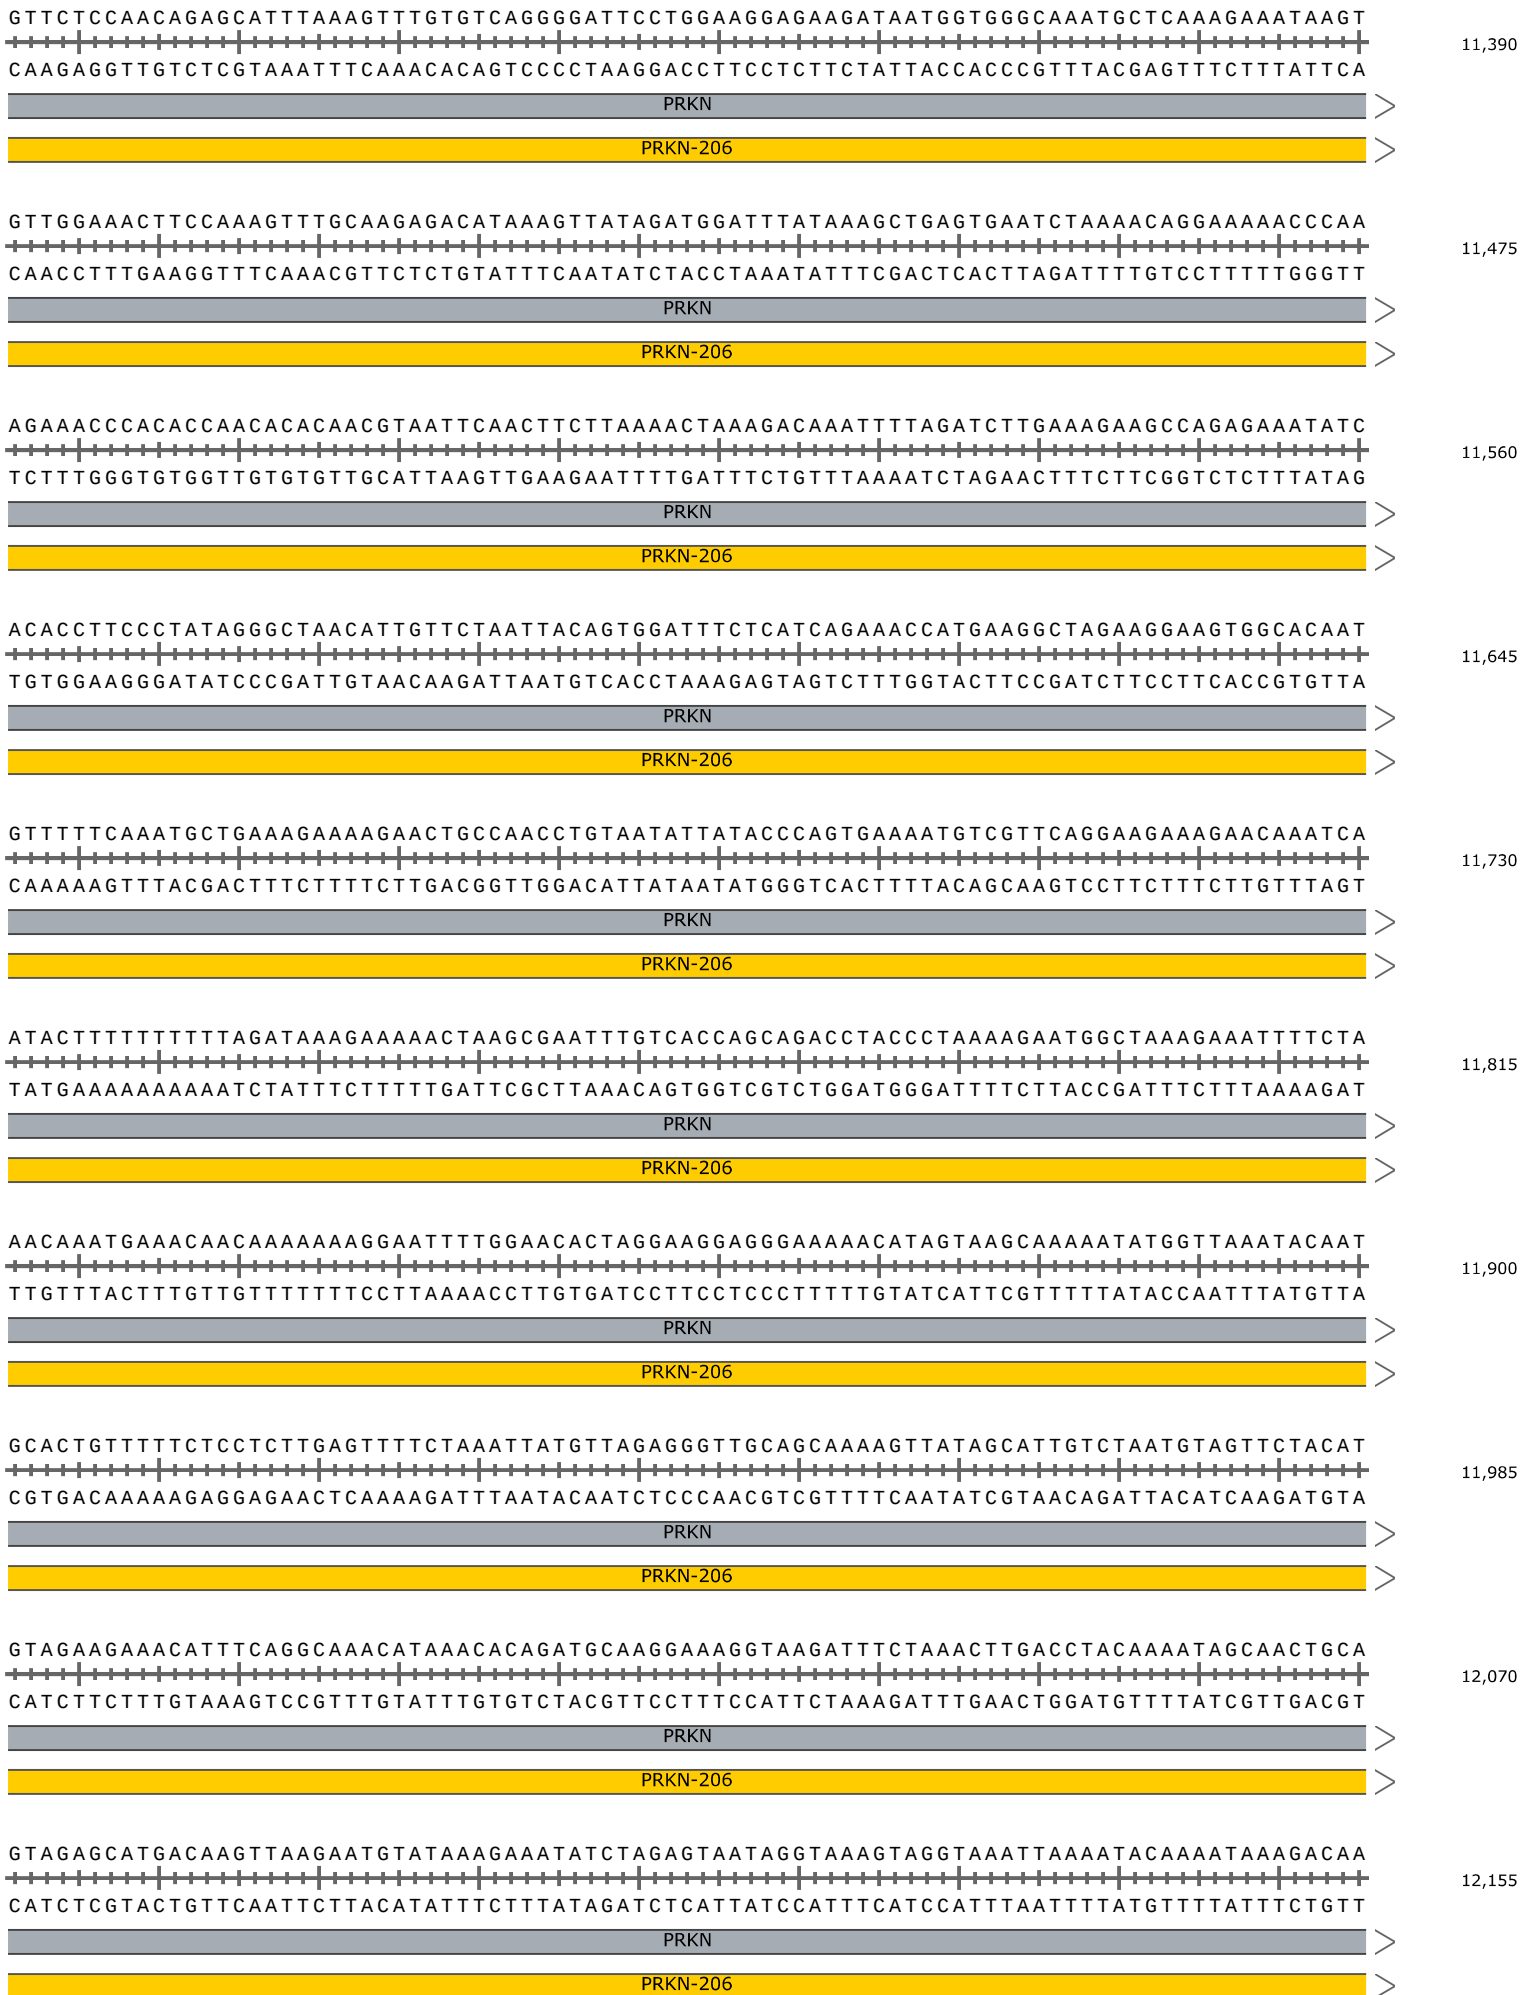 GTTCTCCAACAGAGCATTTAAAGTTTGTGTCAGGGGATTCCTGGAAGGAGAAGATAATGGTGGGCAAATGCTCAAAGAAATAAGT
11,390
CAAGAGGTTGTCTCGTAAATTTCAAACACAGTCCCCTAAGGACCTTCCTCTTCTATTACCACCCGTTTACGAGTTTCTTTATTCA
PRKN
PRKN-206
GTTGGAAACTTCCAAAGTTTGCAAGAGACATAAAGTTATAGATGGATTTATAAAGCTGAGTGAATCTAAAACAGGAAAAACCCAA
11,475
CAACCTTTGAAGGTTTCAAACGTTCTCTGTATTTCAATATCTACCTAAATATTTCGACTCACTTAGATTTTGTCCTTTTTGGGTT
PRKN
PRKN-206
AGAAACCCACACCAACACACAACGTAATTCAACTTCTTAAAACTAAAGACAAATTTTAGATCTTGAAAGAAGCCAGAGAAATATC
11,560
TCTTTGGGTGTGGTTGTGTGTTGCATTAAGTTGAAGAATTTTGATTTCTGTTTAAAATCTAGAACTTTCTTCGGTCTCTTTATAG
PRKN
PRKN-206
ACACCTTCCCTATAGGGCTAACATTGTTCTAATTACAGTGGATTTCTCATCAGAAACCATGAAGGCTAGAAGGAAGTGGCACAAT
11,645
TGTGGAAGGGATATCCCGATTGTAACAAGATTAATGTCACCTAAAGAGTAGTCTTTGGTACTTCCGATCTTCCTTCACCGTGTTA
PRKN
PRKN-206
GTTTTTCAAATGCTGAAAGAAAAGAACTGCCAACCTGTAATATTATACCCAGTGAAAATGTCGTTCAGGAAGAAAGAACAAATCA
11,730
CAAAAAGTTTACGACTTTCTTTTCTTGACGGTTGGACATTATAATATGGGTCACTTTTACAGCAAGTCCTTCTTTCTTGTTTAGT
PRKN
PRKN-206
ATACTTTTTTTTTTAGATAAAGAAAAACTAAGCGAATTTGTCACCAGCAGACCTACCCTAAAAGAATGGCTAAAGAAATTTTCTA
11,815
TATGAAAAAAAAAATCTATTTCTTTTTGATTCGCTTAAACAGTGGTCGTCTGGATGGGATTTTCTTACCGATTTCTTTAAAAGAT
PRKN
PRKN-206
AACAAATGAAACAACAAAAAAAGGAATTTTGGAACACTAGGAAGGAGGGAAAAACATAGTAAGCAAAAATATGGTTAAATACAAT
11,900
TTGTTTACTTTGTTGTTTTTTTCCTTAAAACCTTGTGATCCTTCCTCCCTTTTTGTATCATTCGTTTTTATACCAATTTATGTTA
PRKN
PRKN-206
GCACTGTTTTTCTCCTCTTGAGTTTTCTAAATTATGTTAGAGGGTTGCAGCAAAAGTTATAGCATTGTCTAATGTAGTTCTACAT
11,985
CGTGACAAAAAGAGGAGAACTCAAAAGATTTAATACAATCTCCCAACGTCGTTTTCAATATCGTAACAGATTACATCAAGATGTA
PRKN
PRKN-206
GTAGAAGAAACATTTCAGGCAAACATAAACACAGATGCAAGGAAAGGTAAGATTTCTAAACTTGACCTACAAAATAGCAACTGCA
12,070
CATCTTCTTTGTAAAGTCCGTTTGTATTTGTGTCTACGTTCCTTTCCATTCTAAAGATTTGAACTGGATGTTTTATCGTTGACGT
PRKN
PRKN-206
GTAGAGCATGACAAGTTAAGAATGTATAAAGAAATATCTAGAGTAATAGGTAAAGTAGGTAAATTAAAATACAAAATAAAGACAA
12,155
CATCTCGTACTGTTCAATTCTTACATATTTCTTTATAGATCTCATTATCCATTTCATCCATTTAATTTTATGTTTTATTTCTGTT
PRKN
PRKN-206